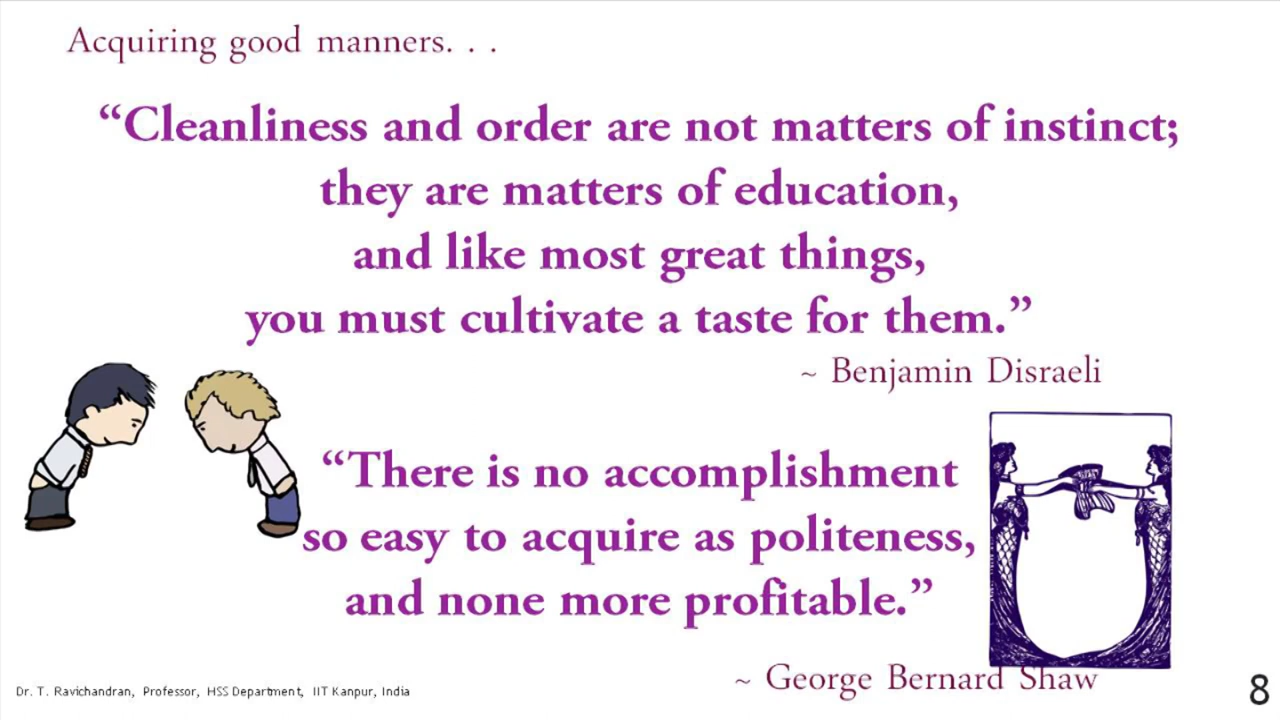 Acquiring good manners. . .
“Cleanliness and order are not matters of instinct;
they are matters of education,
and like most great things,
you must cultivate a taste for them.”
~ Benjamin Disraeli
“There is no accomplishment
so easy to acquire as politeness,
and none more profitable.”
~ George Bernard Shaw
Dr. T. Ravichandran, Professor, HSS Department, IIT Kanpur, India
8